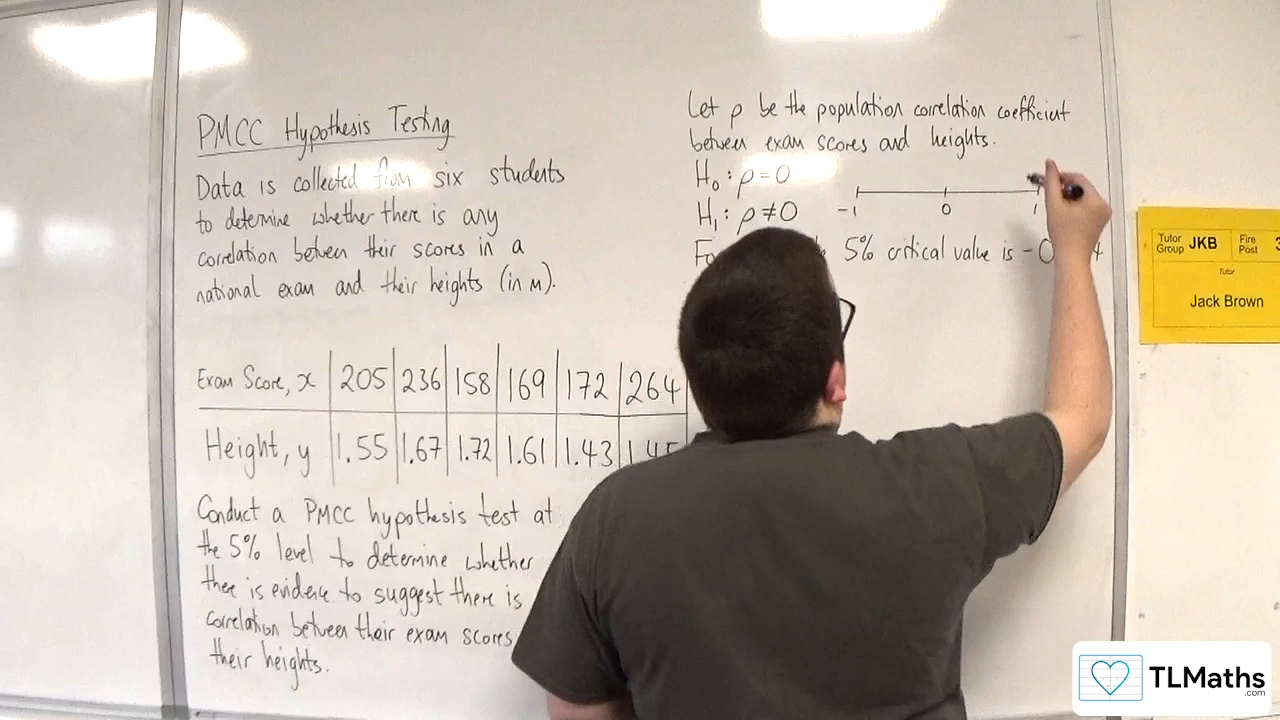 PMCC Hypothesis Testing
Data is collected from six students
to determine whether there is any
correlation between their scores in a
national exam and their heights (in m).
Exam Score, x 205 236 158 169 172 264
Height, y 1.55 1.67 1.72 1.61 1.43 1.45
Conduct a PMCC hypothesis test at
the 5% level to determine whether
there is evidence to suggest there is
correlation between their exam scores
their heights.
Let ρ be the population correlation coefficient
between exam scores and heights.
H₀ : ρ = 0
H₁ : ρ ≠ 0
-1 0 1
5% critical value is -0 4
Tutor Group JKB Fire Post 3
Tutor
Jack Brown
TLMaths
.com